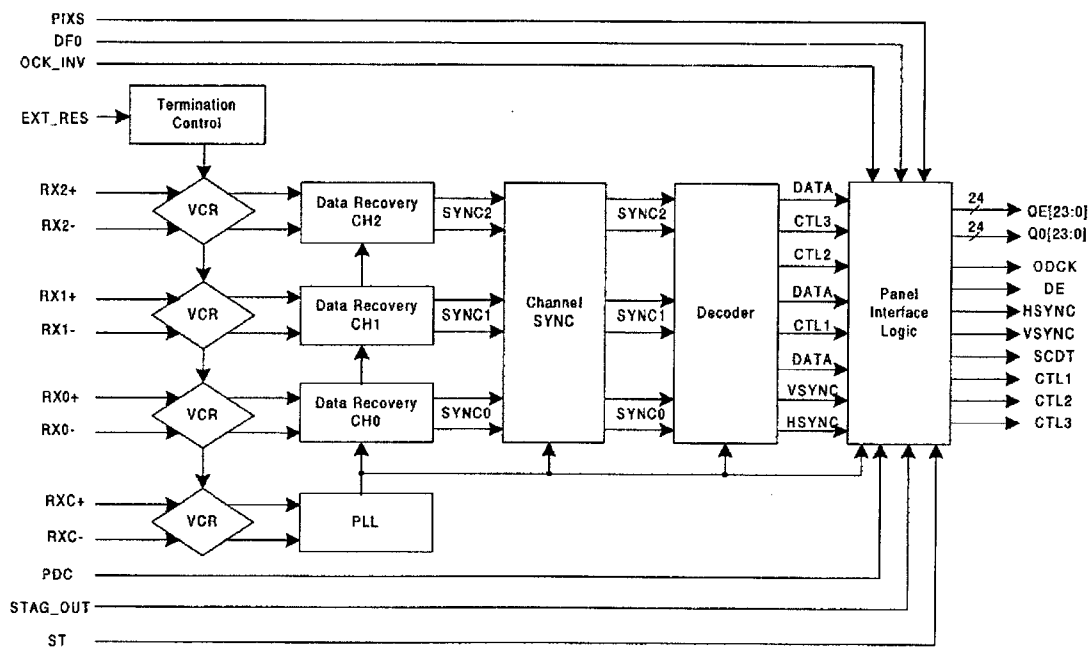 PIXS
DF0
OCK_INV
EXT_RES
Termination
Control
RX2+
RX2-
VCR
Data Recovery
CH2
SYNC2
SYNC2
RX1+
RX1-
VCR
Data Recovery
CH1
SYNC1
Channel
SYNC
SYNC1
Decoder
RX0+
RX0-
VCR
Data Recovery
CH0
SYNC0
SYNC0
RXC+
RXC-
VCR
PLL
DATA
CTL3
CTL2
DATA
CTL1
DATA
VSYNC
HSYNC
Panel
Interface
Logic
24
QE[23:0]
24
Q0[23:0]
ODCK
DE
HSYNC
VSYNC
SCDT
CTL1
CTL2
CTL3
PDC
STAG_OUT
ST